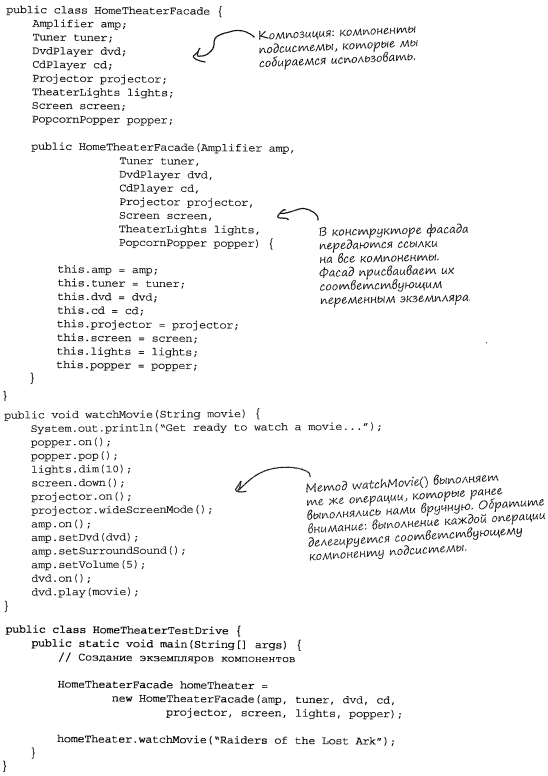 public class HomeTheaterFacade {
Amplifier amp;
Tuner tuner;
DvdPlayer dvd;
CdPlayer cd;
Projector projector;
TheaterLights lights;
Screen screen;
PopcornPopper popper;
Композиция: компоненты
подсистемы, которые мы
собираемся использовать.
public HomeTheaterFacade(Amplifier amp,
Tuner tuner,
DvdPlayer dvd,
CdPlayer cd,
Projector projector,
Screen screen,
TheaterLights lights,
PopcornPopper popper) {
В конструкторе фасада
передаются ссылки
на все компоненты.
Фасад присваивает их
соответствующим
переменным экземпляра
this.amp = amp;
this.tuner = tuner;
this.dvd = dvd;
this.cd = cd;
this.projector = projector;
this.screen = screen;
this.lights = lights;
this.popper = popper;
}
}
public void watchMovie(String movie) {
System.out.println("Get ready to watch a movie...");
popper.on();
popper.pop();
lights.dim(10);
screen.down();
projector.on();
projector.wideScreenMode();
amp.on();
amp.setDvd(dvd);
amp.setSurroundSound();
amp.setVolume(5);
dvd.on();
dvd.play(movie);
}
Метод watchMovie() выполняет
те же операции, которые ранее
выполнялись нами вручную. Обратите
внимание: выполнение каждой операции
делегируется соответствующему
компоненту подсистемы.
public class HomeTheaterTestDrive {
public static void main(String[] args) {
// Создание экземпляров компонентов
HomeTheaterFacade homeTheater =
new HomeTheaterFacade(amp, tuner, dvd, cd,
projector, screen, lights, popper);
homeTheater.watchMovie("Raiders of the Lost Ark");
}
}